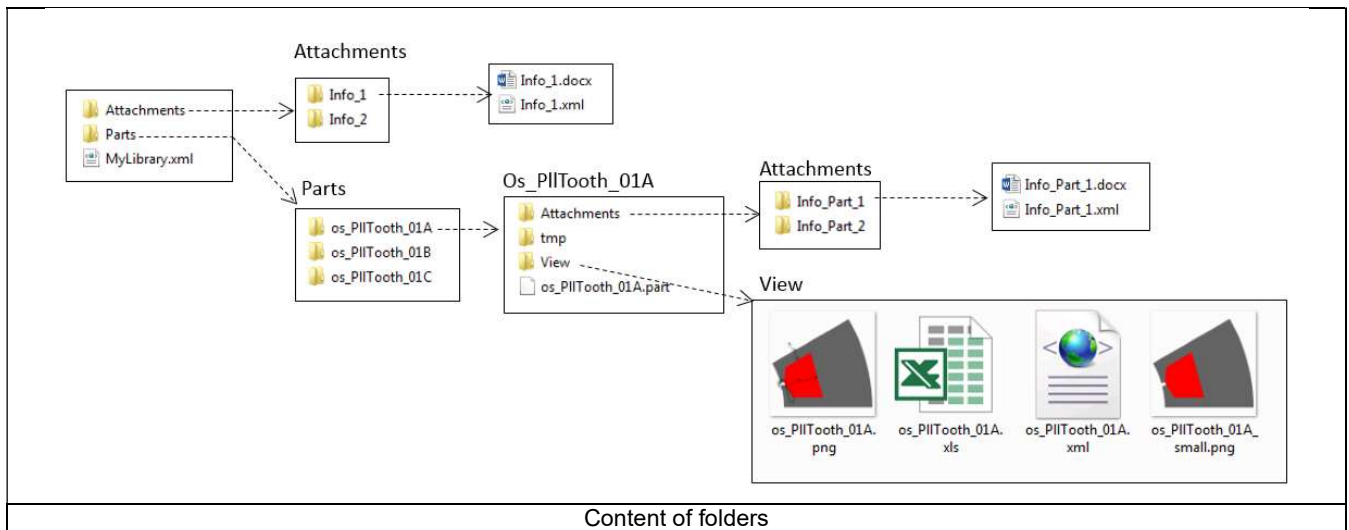 Attachments
Info_1
Info_2
Info_1.docx
Info_1.xml
Attachments
Parts
MyLibrary.xml
Parts
os_PllTooth_01A
os_PllTooth_01B
os_PllTooth_01C
Os_PllTooth_01A
Attachments
tmp
View
os_PllTooth_01A.part
Attachments
Info_Part_1
Info_Part_2
Info_Part_1.docx
Info_Part_1.xml
View
os_PllTooth_01A.
png
os_PllTooth_01A.
xls
os_PllTooth_01A.
xml
os_PllTooth_01A_
small.png
Content of folders